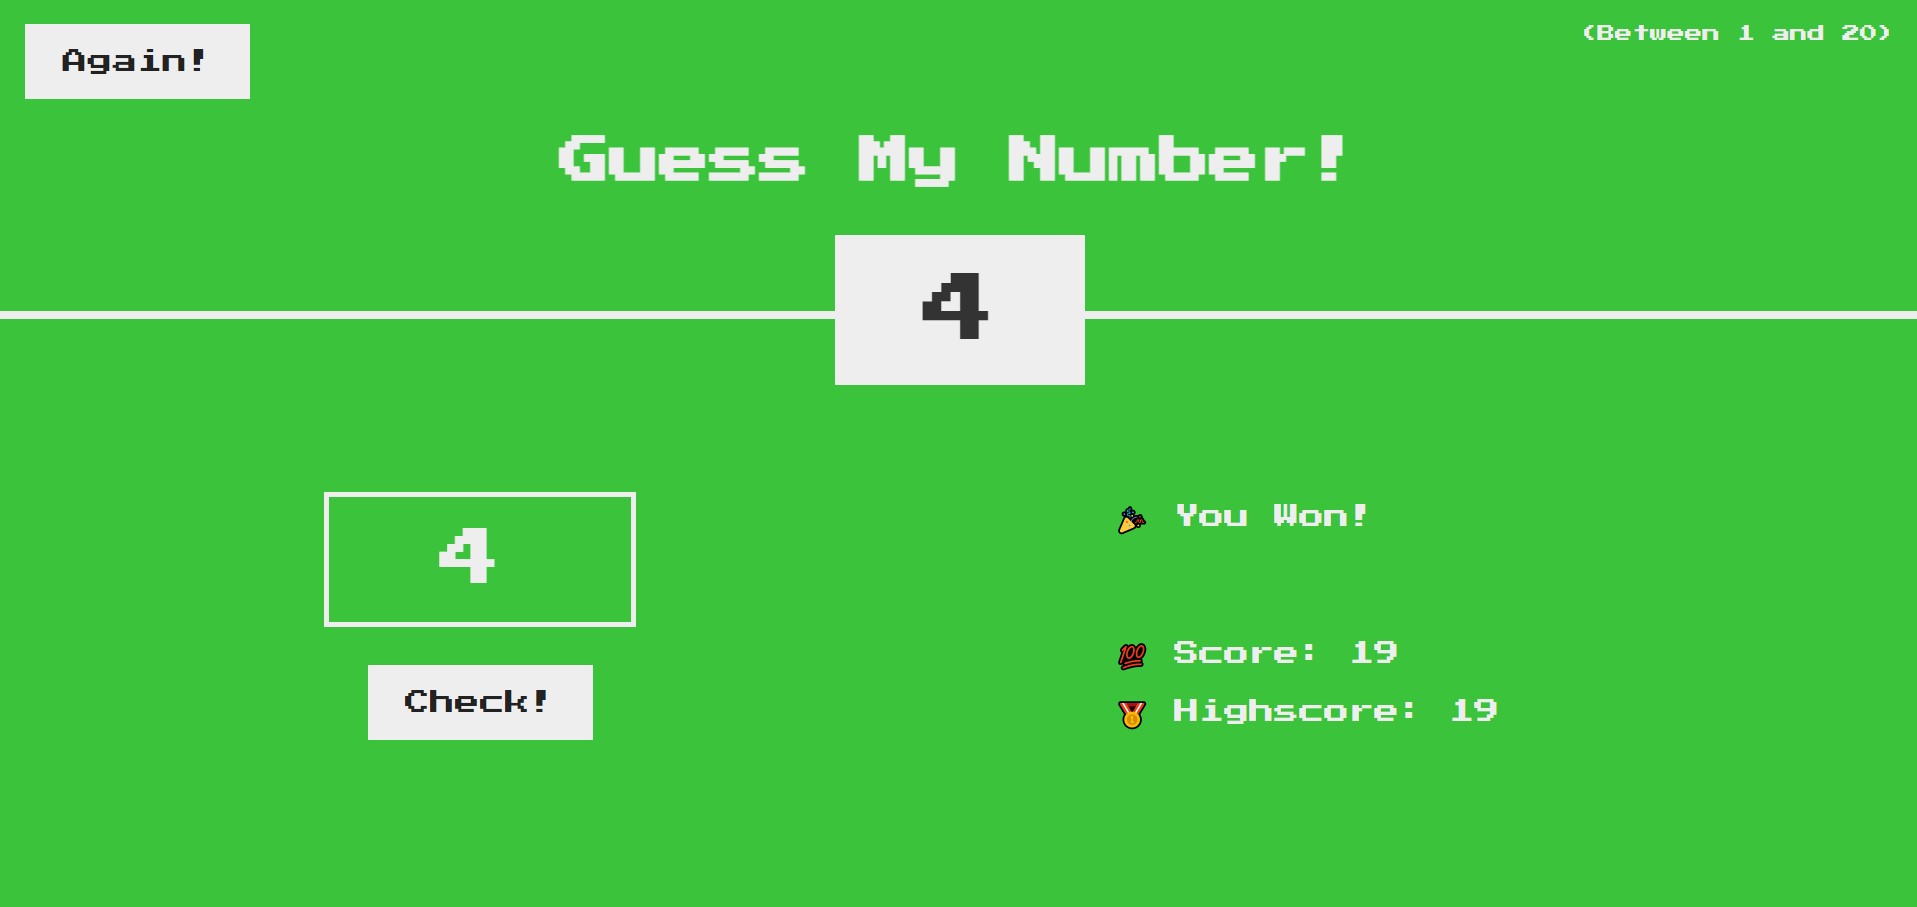 Again!
(Between 1 and 20)
Guess My Number!
4
4
Check!
🎉 You Won!
💯 Score: 19
🥇 Highscore: 19